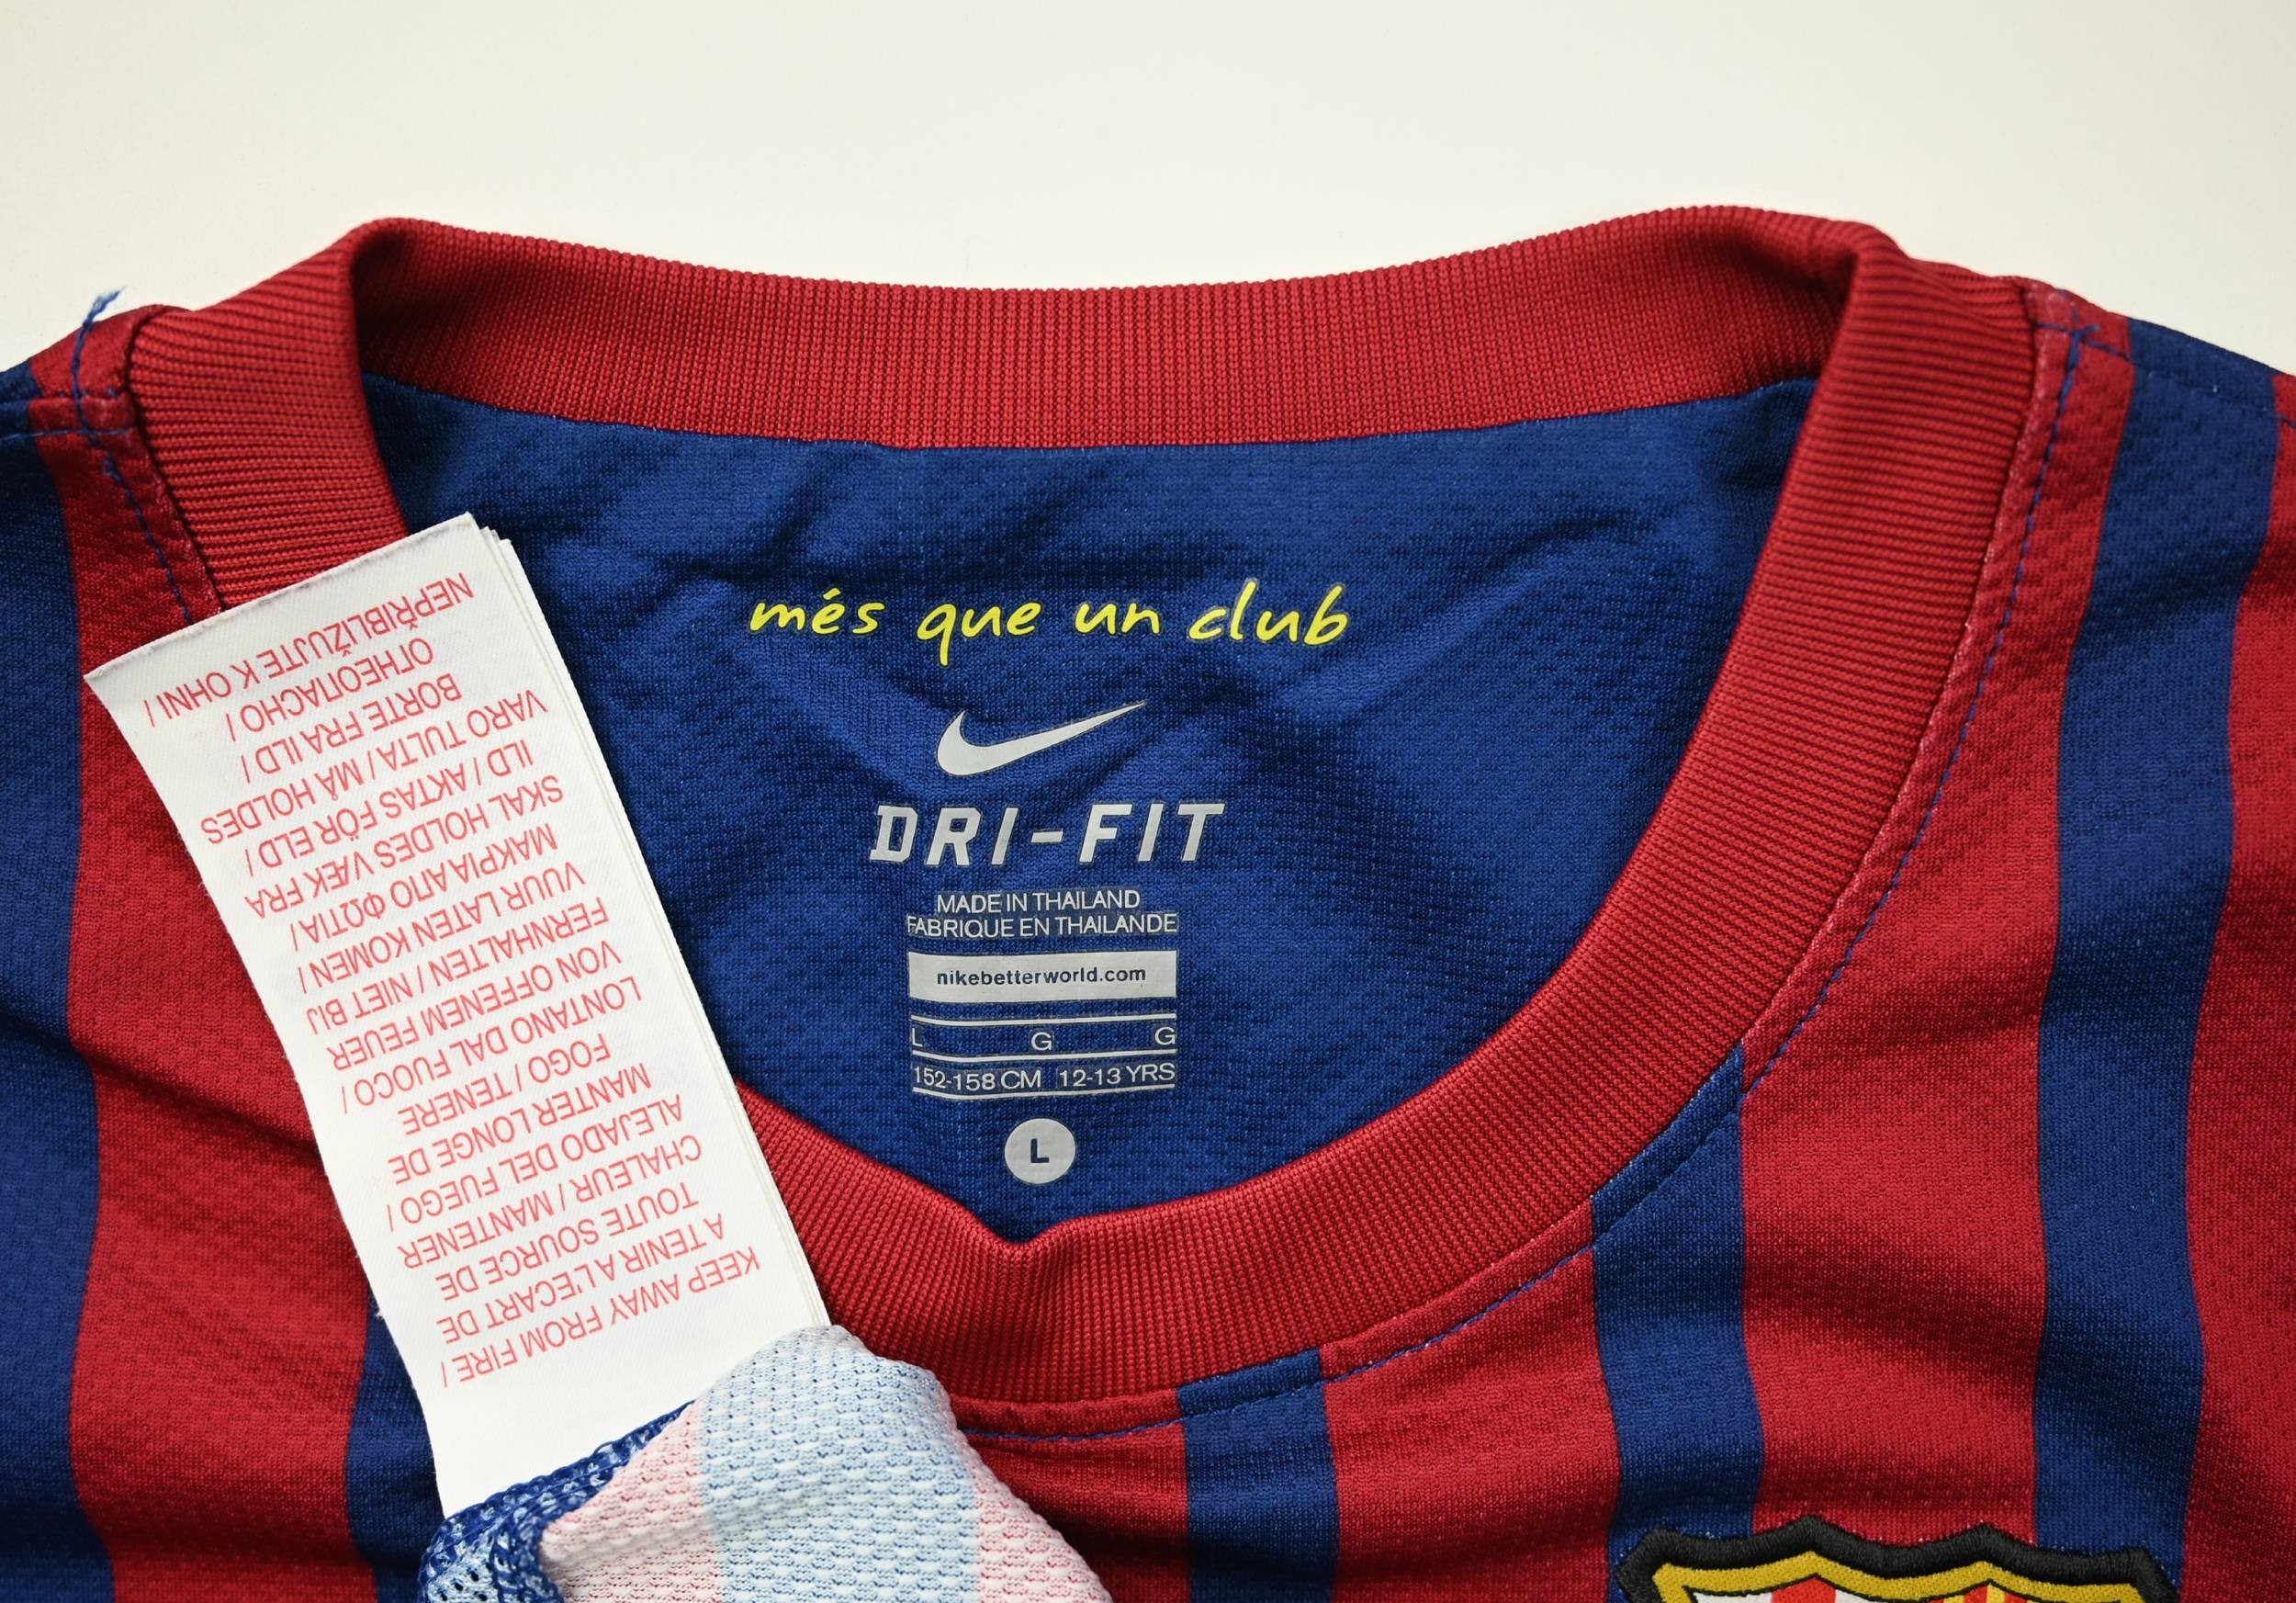 més que un club
DRI-FIT
MADE IN THAILAND
FABRIQUE EN THAILANDE
nikebetterworld.com
L G G
152-158 CM 12-13 YRS
L
KEEP AWAY FROM FIRE /
A TENIR A L'ECART DE
TOUTE SOURCE DE
CHALEUR / MANTENER
ALEJADO DEL FUEGO /
MANTER LONGE DE
FOGO / TENERE
LONTANO DAL FUOCO /
VON OFFENEM FEUER
FERNHALTEN / NIET BIJ
VUUR LATEN KOMEN /
ΜΑΚΡΙΑ ΑΠΟ ΦΩΤΙΑ /
SKAL HOLDES VÆK FRA
ILD / AKTAS FÖR ELD /
VARO TULTA / MÅ HOLDES
BORTE FRA ILD /
ОГНЕОПАСНО /
NEPŘIBLIŽUJTE K OHNI /